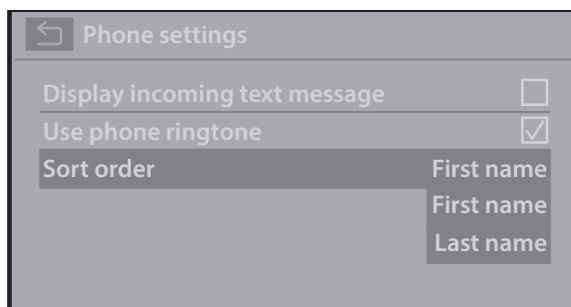 Phone settings
Display incoming text message
Use phone ringtone
Sort order First name
First name
Last name